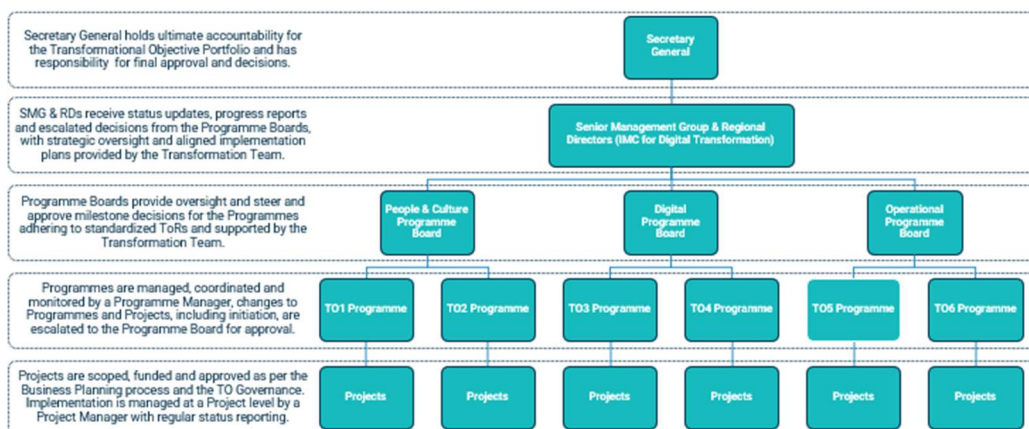 Secretary General holds ultimate accountability for
the Transformational Objective Portfolio and has
responsibility for final approval and decisions.
Secretary
General
SMG & RDs receive status updates, progress reports
and escalated decisions from the Programme Boards,
with strategic oversight and aligned implementation
plans provided by the Transformation Team.
Senior Management Group & Regional
Directors (IMC for Digital Transformation)
Programme Boards provide oversight and steer and
approve milestone decisions for the Programmes
adhering to standardized ToRs and supported by the
Transformation Team.
People & Culture
Programme
Board
Digital
Programme
Board
Operational
Programme
Board
Programmes are managed, coordinated and
monitored by a Programme Manager, changes to
Programmes and Projects, including initiation, are
escalated to the Programme Board for approval.
TO1 Programme
TO2 Programme
TO3 Programme
TO4 Programme
TO5 Programme
TO6 Programme
Projects are scoped, funded and approved as per the
Business Planning process and the TO Governance.
Implementation is managed at a Project level by a
Project Manager with regular status reporting.
Projects
Projects
Projects
Projects
Projects
Projects